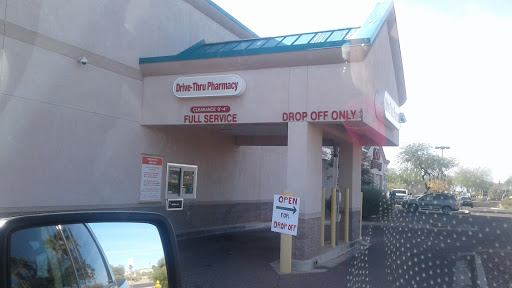 Drive-Thru Pharmacy
CLEARANCE 9'-4"
FULL SERVICE
DROP OFF ONLY
OPEN
FOR
DROP OFF